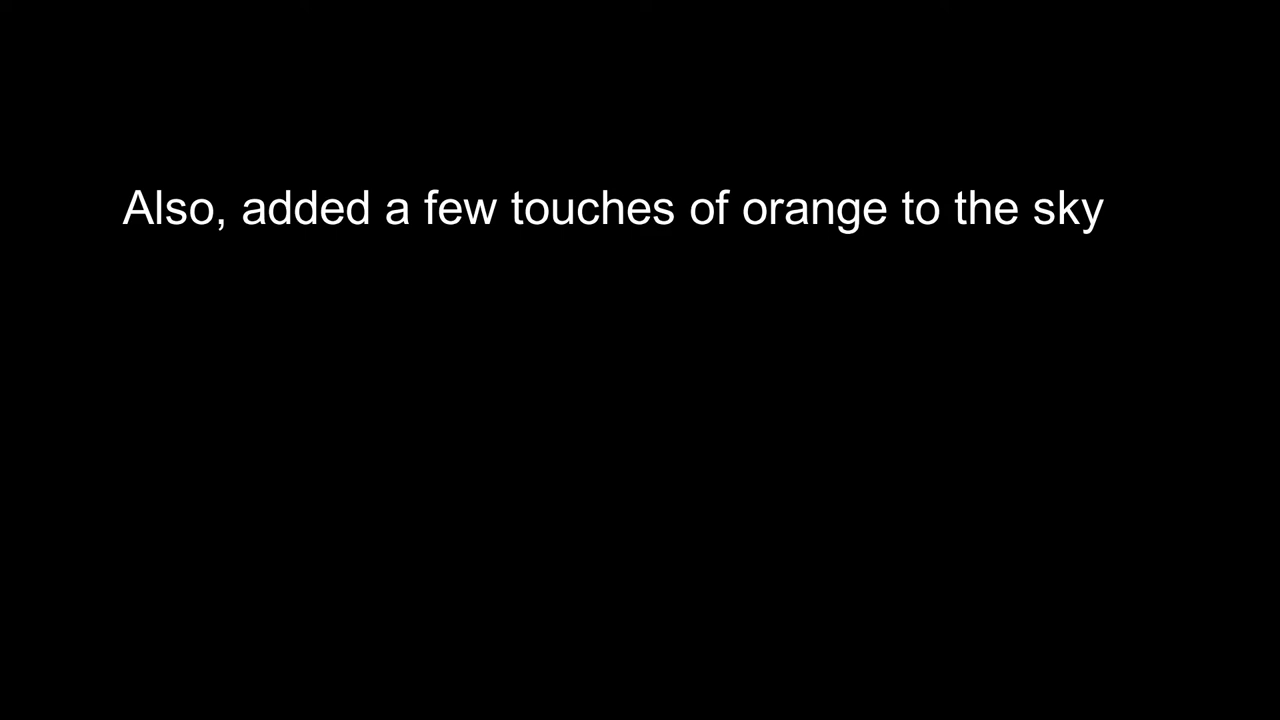 Also, added a few touches of orange to the sky